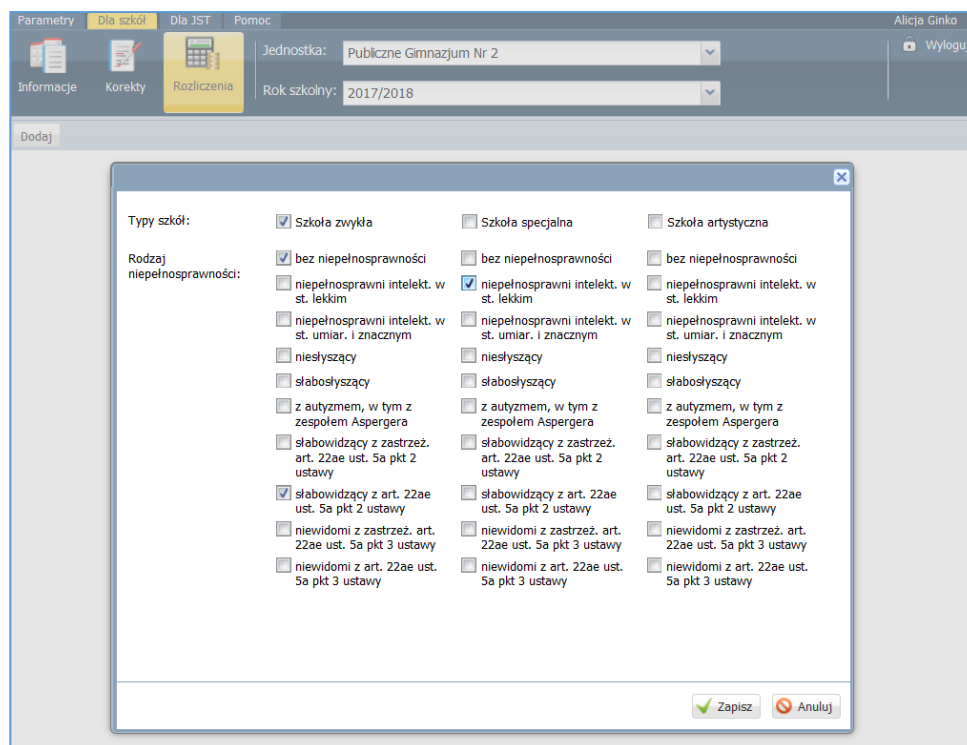 Parametry Dla szkół Dla JST Pomoc Alicja Ginko
Informacje Korekty Rozliczenia
Jednostka: Publiczne Gimnazjum Nr 2
Rok szkolny: 2017/2018
Wyloguj
Dodaj
Typy szkół:
Szkoła zwykła Szkoła specjalna Szkoła artystyczna
Rodzaj
niepełnosprawności:
bez niepełnosprawności
niepełnosprawni intelekt. w
st. lekkim
niepełnosprawni intelekt. w
st. umiar. i znacznym
niesłyszący
słabosłyszący
z autyzmem, w tym z
zespołem Aspergera
słabowidzący z zastrzeż.
art. 22ae ust. 5a pkt 2
ustawy
słabowidzący z art. 22ae
ust. 5a pkt 2 ustawy
niewidomi z zastrzeż. art.
22ae ust. 5a pkt 3 ustawy
niewidomi z art. 22ae ust.
5a pkt 3 ustawy
bez niepełnosprawności
niepełnosprawni intelekt. w
st. lekkim
niepełnosprawni intelekt. w
st. umiar. i znacznym
niesłyszący
słabosłyszący
z autyzmem, w tym z
zespołem Aspergera
słabowidzący z zastrzeż.
art. 22ae ust. 5a pkt 2
ustawy
słabowidzący z art. 22ae
ust. 5a pkt 2 ustawy
niewidomi z zastrzeż. art.
22ae ust. 5a pkt 3 ustawy
niewidomi z art. 22ae ust.
5a pkt 3 ustawy
bez niepełnosprawności
niepełnosprawni intelekt. w
st. lekkim
niepełnosprawni intelekt. w
st. umiar. i znacznym
niesłyszący
słabosłyszący
z autyzmem, w tym z
zespołem Aspergera
słabowidzący z zastrzeż.
art. 22ae ust. 5a pkt 2
ustawy
słabowidzący z art. 22ae
ust. 5a pkt 2 ustawy
niewidomi z zastrzeż. art.
22ae ust. 5a pkt 3 ustawy
niewidomi z art. 22ae ust.
5a pkt 3 ustawy
Zapisz Anuluj